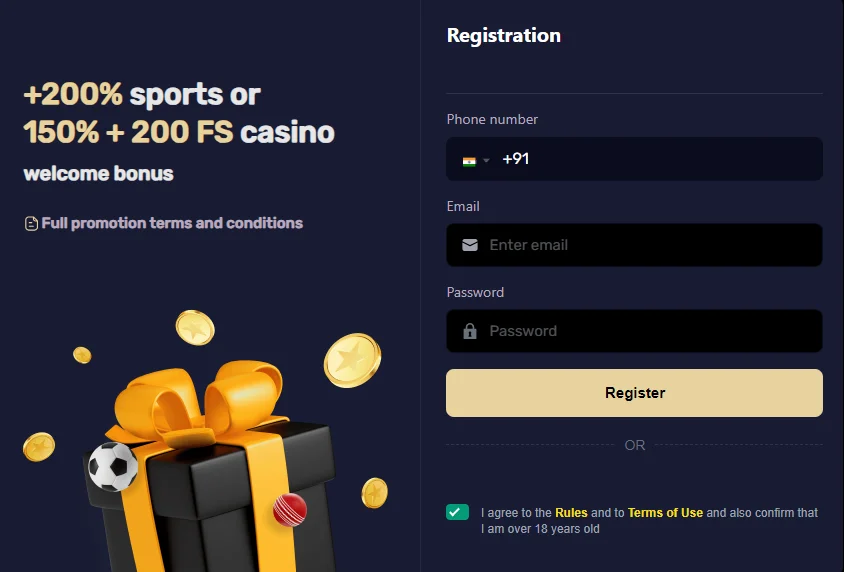 +200% sports or
150% + 200 FS casino
welcome bonus
Full promotion terms and conditions
Registration
Phone number
+91
Email
Enter email
Password
Password
Register
OR
I agree to the Rules and to Terms of Use and also confirm that
I am over 18 years old